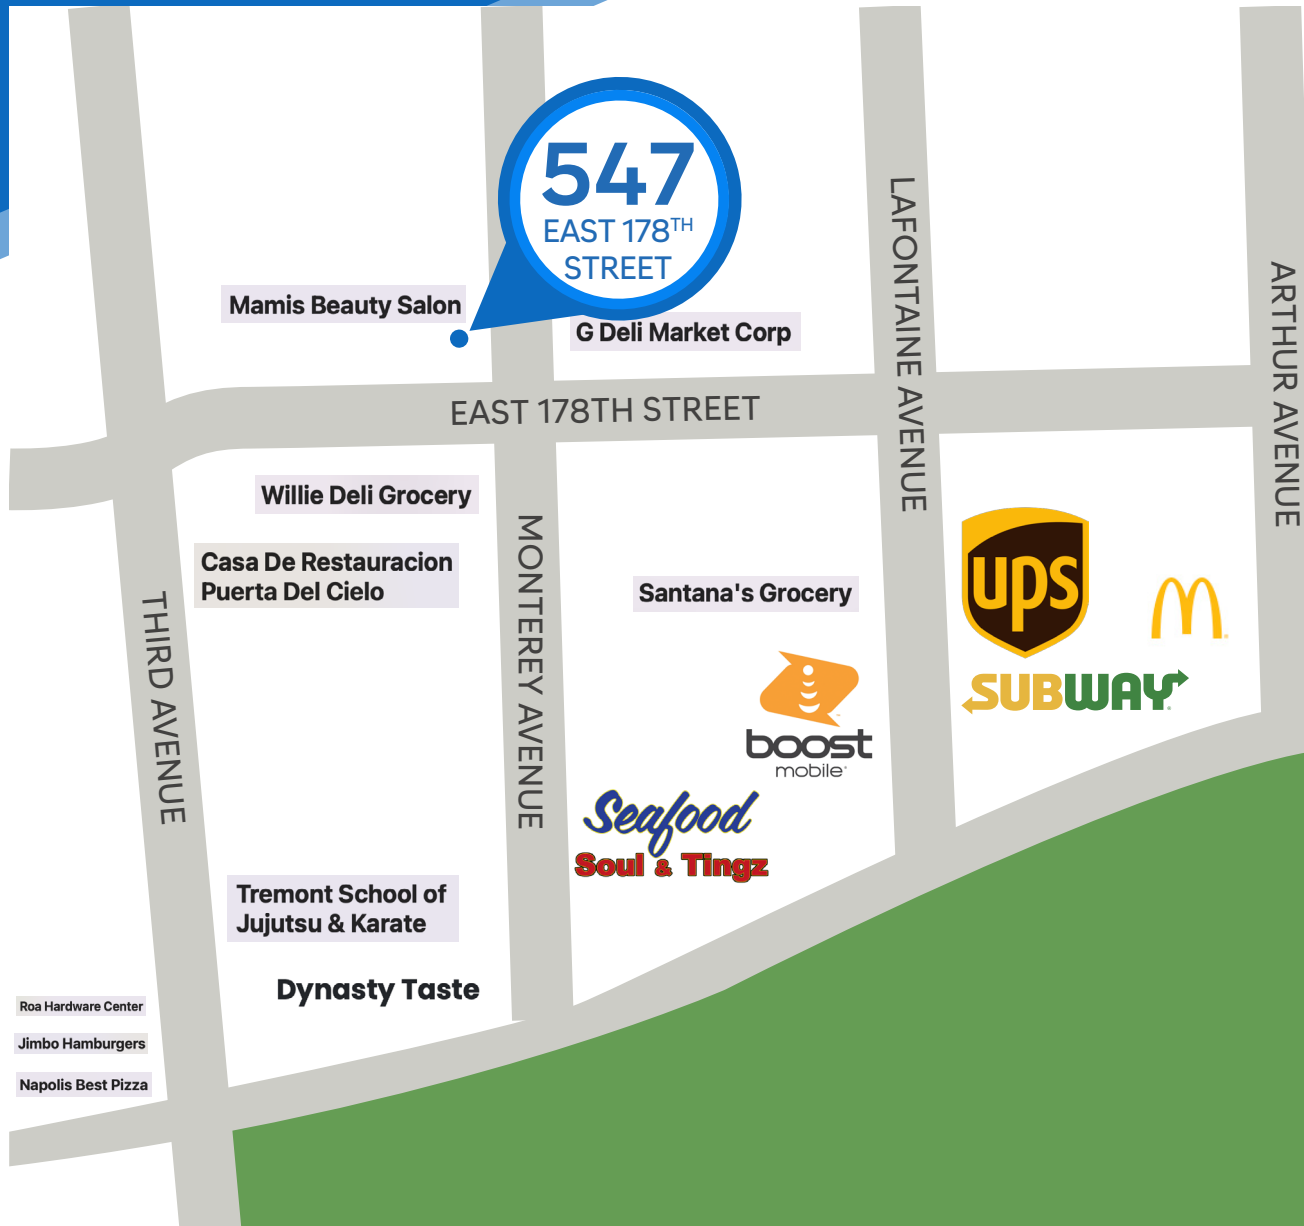 547
EAST 178TH
STREET
Mamis Beauty Salon
G Deli Market Corp
LAFONTAINE AVENUE
ARTHUR AVENUE
EAST 178TH STREET
Willie Deli Grocery
MONTEREY AVENUE
ups
Casa De Restauracion
Puerta Del Cielo
Santana's Grocery
THIRD AVENUE
SUBWAY
boost
mobile
Seafood
Soul & Tingz
Tremont School of
Jujutsu & Karate
Dynasty Taste
Roa Hardware Center
Jimbo Hamburgers
Napolis Best Pizza